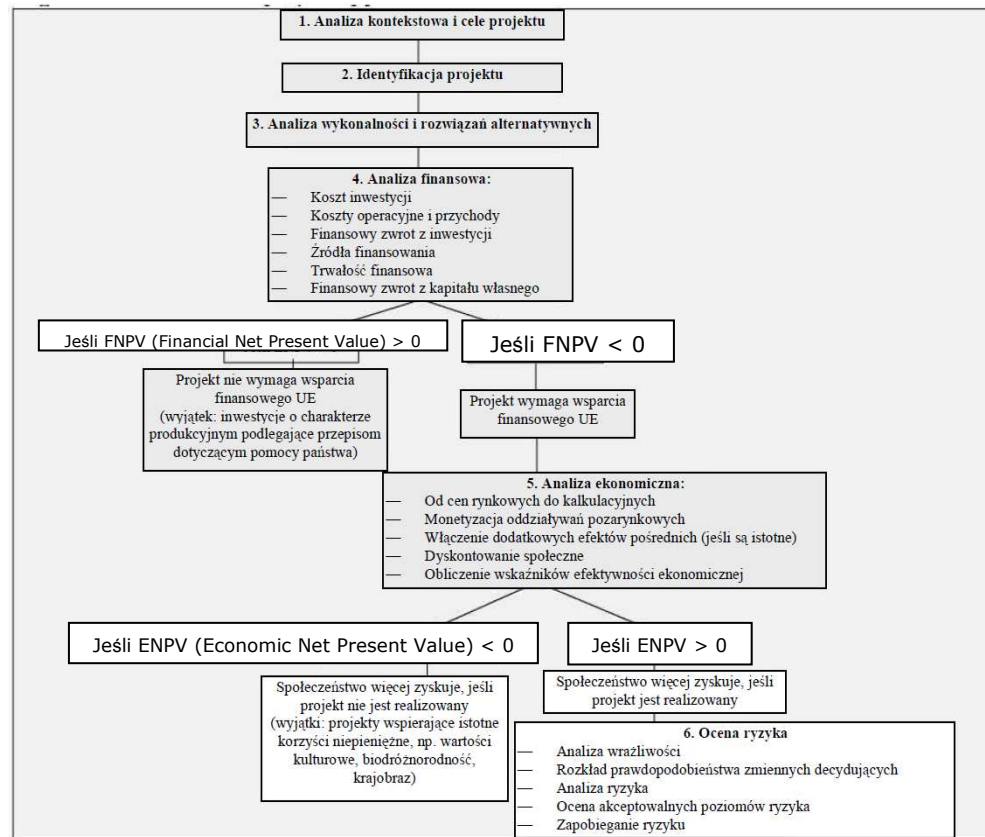 1. Analiza kontekstowa i cele projektu
2. Identyfikacja projektu
3. Analiza wykonalności i rozwiązań alternatywnych
4. Analiza finansowa:
— Koszt inwestycji
— Koszty operacyjne i przychody
— Finansowy zwrot z inwestycji
— Źródła finansowania
— Trwałość finansowa
— Finansowy zwrot z kapitału własnego
Jeśli FNPV (Financial Net Present Value) > 0
Jeśli FNPV < 0
Projekt nie wymaga wsparcia
finansowego UE
(wyjątek: inwestycje o charakterze
produkcyjnym podlegające przepisom
dotyczącym pomocy państwa)
Projekt wymaga wsparcia
finansowego UE
5. Analiza ekonomiczna:
— Od cen rynkowych do kalkulacyjnych
— Monetyzacja oddziaływań pozarynkowych
— Włączenie dodatkowych efektów pośrednich (jeśli są istotne)
— Dyskontowanie społeczne
— Obliczenie wskaźników efektywności ekonomicznej
Jeśli ENPV (Economic Net Present Value) < 0
Jeśli ENPV > 0
Społeczeństwo więcej zyskuje, jeśli
projekt nie jest realizowany
(wyjątki: projekty wspierające istotne
korzyści niepieniężne, np. wartości
kulturowe, biodróżnorodność,
krajobraz)
Społeczeństwo więcej zyskuje, jeśli
projekt jest realizowany
6. Ocena ryzyka
— Analiza wrażliwości
— Rozkład prawdopodobieństwa zmiennych decydujących
— Analiza ryzyka
— Ocena akceptowalnych poziomów ryzyka
— Zapobieganie ryzyku